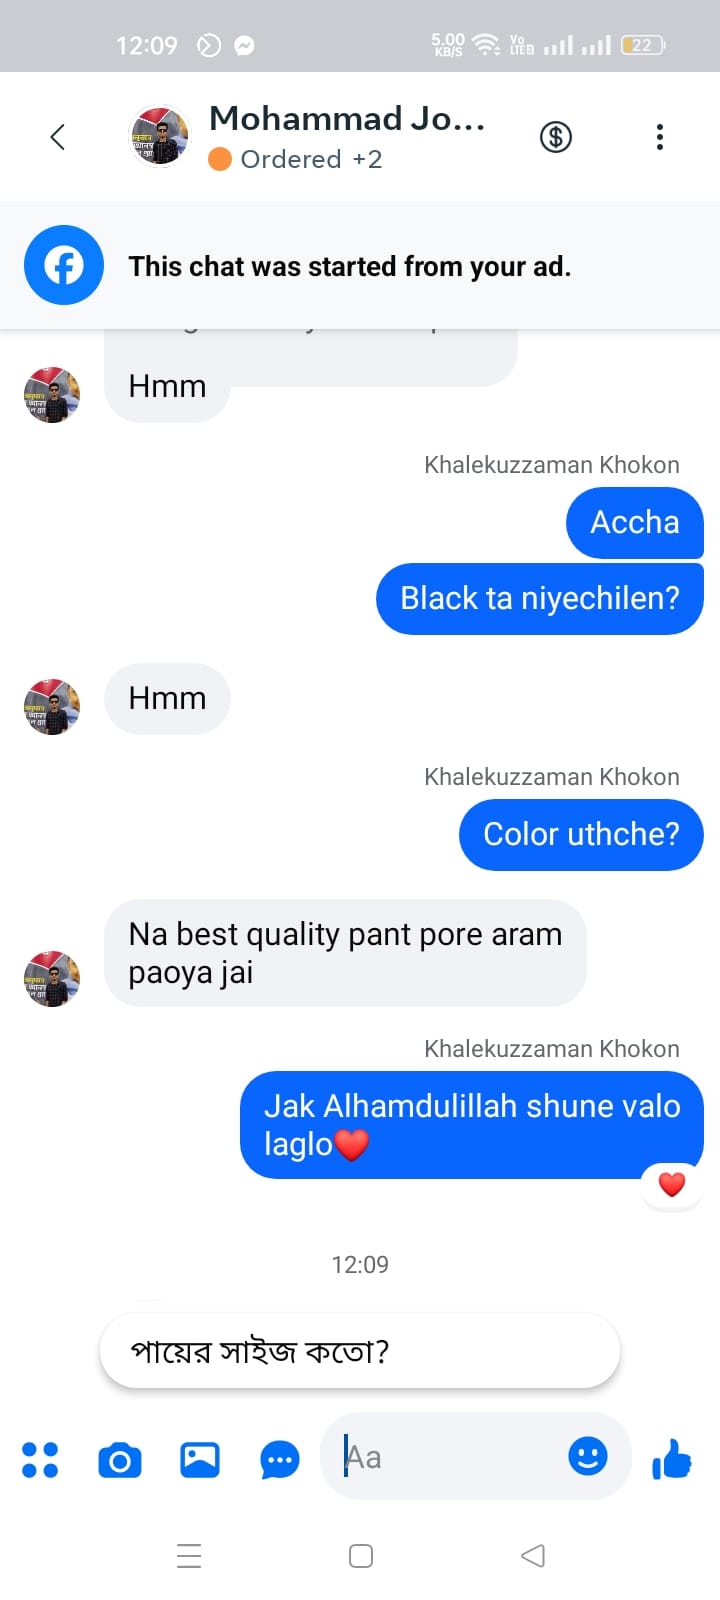 12:09
5.00
KB/S
Vo
LTE
22
Mohammad Jo...
Ordered +2
This chat was started from your ad.
Hmm
Khalekuzzaman Khokon
Accha
Black ta niyechilen?
Hmm
Khalekuzzaman Khokon
Color uthche?
Na best quality pant pore aram
paoya jai
Khalekuzzaman Khokon
Jak Alhamdulillah shune valo
laglo❤️
❤️
12:09
পায়ের সাইজ কতো?
Aa